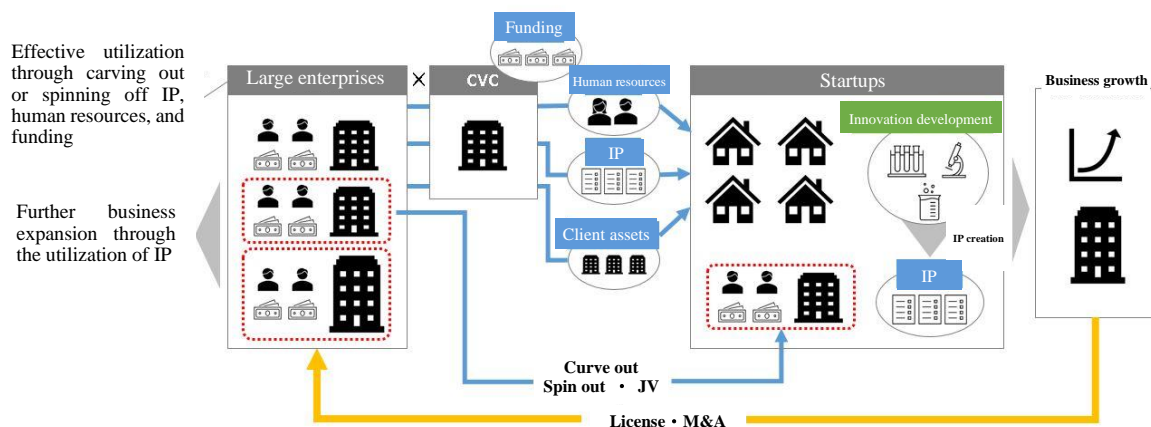 Effective utilization
through carving out
or spinning off IP,
human resources, and
funding
Further business
expansion through
the utilization of IP
Large enterprises
×
CVC
Funding
Human resources
IP
Client assets
Startups
Innovation development
IP creation
IP
Business growth
Curve out
Spin out ・ JV
License・M&A